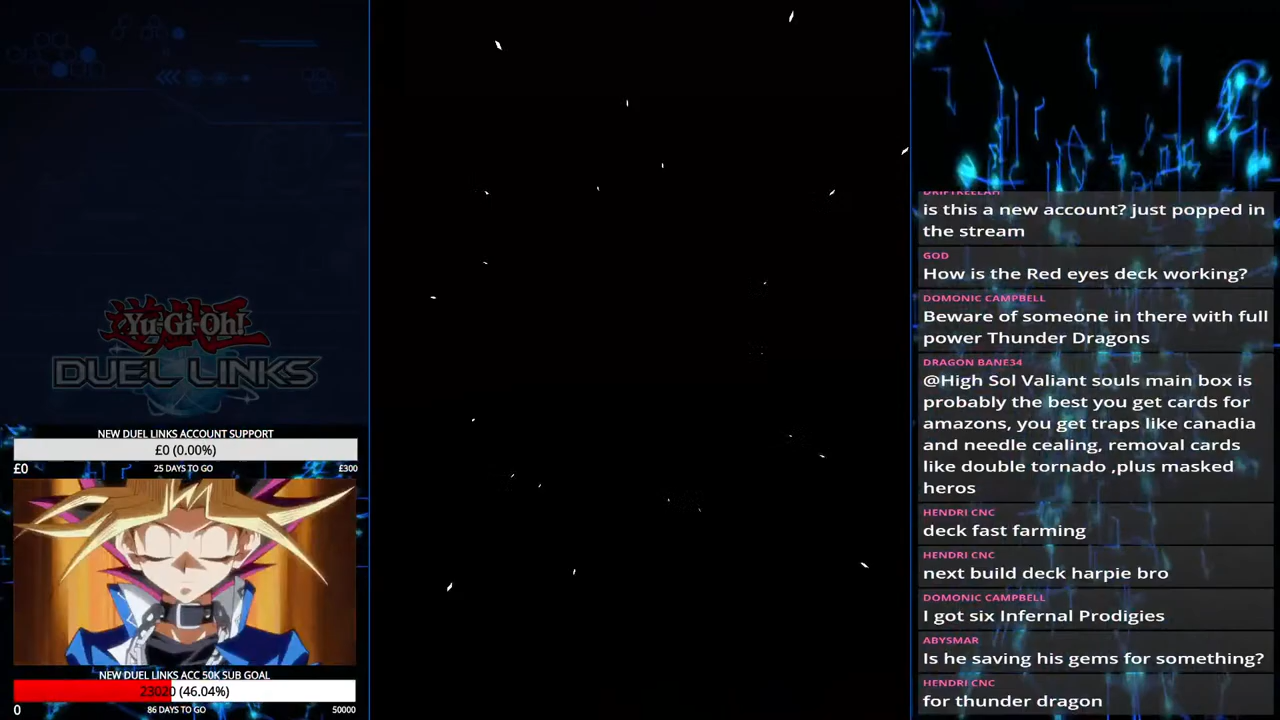 遊戯王
Yu-Gi-Oh!
DUEL LINKS
NEW DUEL LINKS ACCOUNT SUPPORT
£0 (0.00%)
£0
25 DAYS TO GO
£300
NEW DUEL LINKS ACC 50K SUB GOAL
23020 (46.04%)
0
86 DAYS TO GO
50000
DRIFTREELAH
is this a new account? just popped in
the stream
GOD
How is the Red eyes deck working?
DOMONIC CAMPBELL
Beware of someone in there with full
power Thunder Dragons
DRAGON BANE34
@High Sol Valiant souls main box is
probably the best you get cards for
amazons, you get traps like canadia
and needle cealing, removal cards
like double tornado ,plus masked
heros
HENDRI CNC
deck fast farming
HENDRI CNC
next build deck harpie bro
DOMONIC CAMPBELL
I got six Infernal Prodigies
ABYSMAR
Is he saving his gems for something?
HENDRI CNC
for thunder dragon